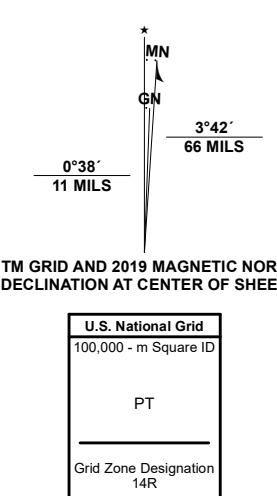 ★
MN
GN
3°42´
66 MILS
0°38´
11 MILS
TM GRID AND 2019 MAGNETIC NOR
DECLINATION AT CENTER OF SHEE
U.S. National Grid
100,000 - m Square ID
PT
Grid Zone Designation
14R